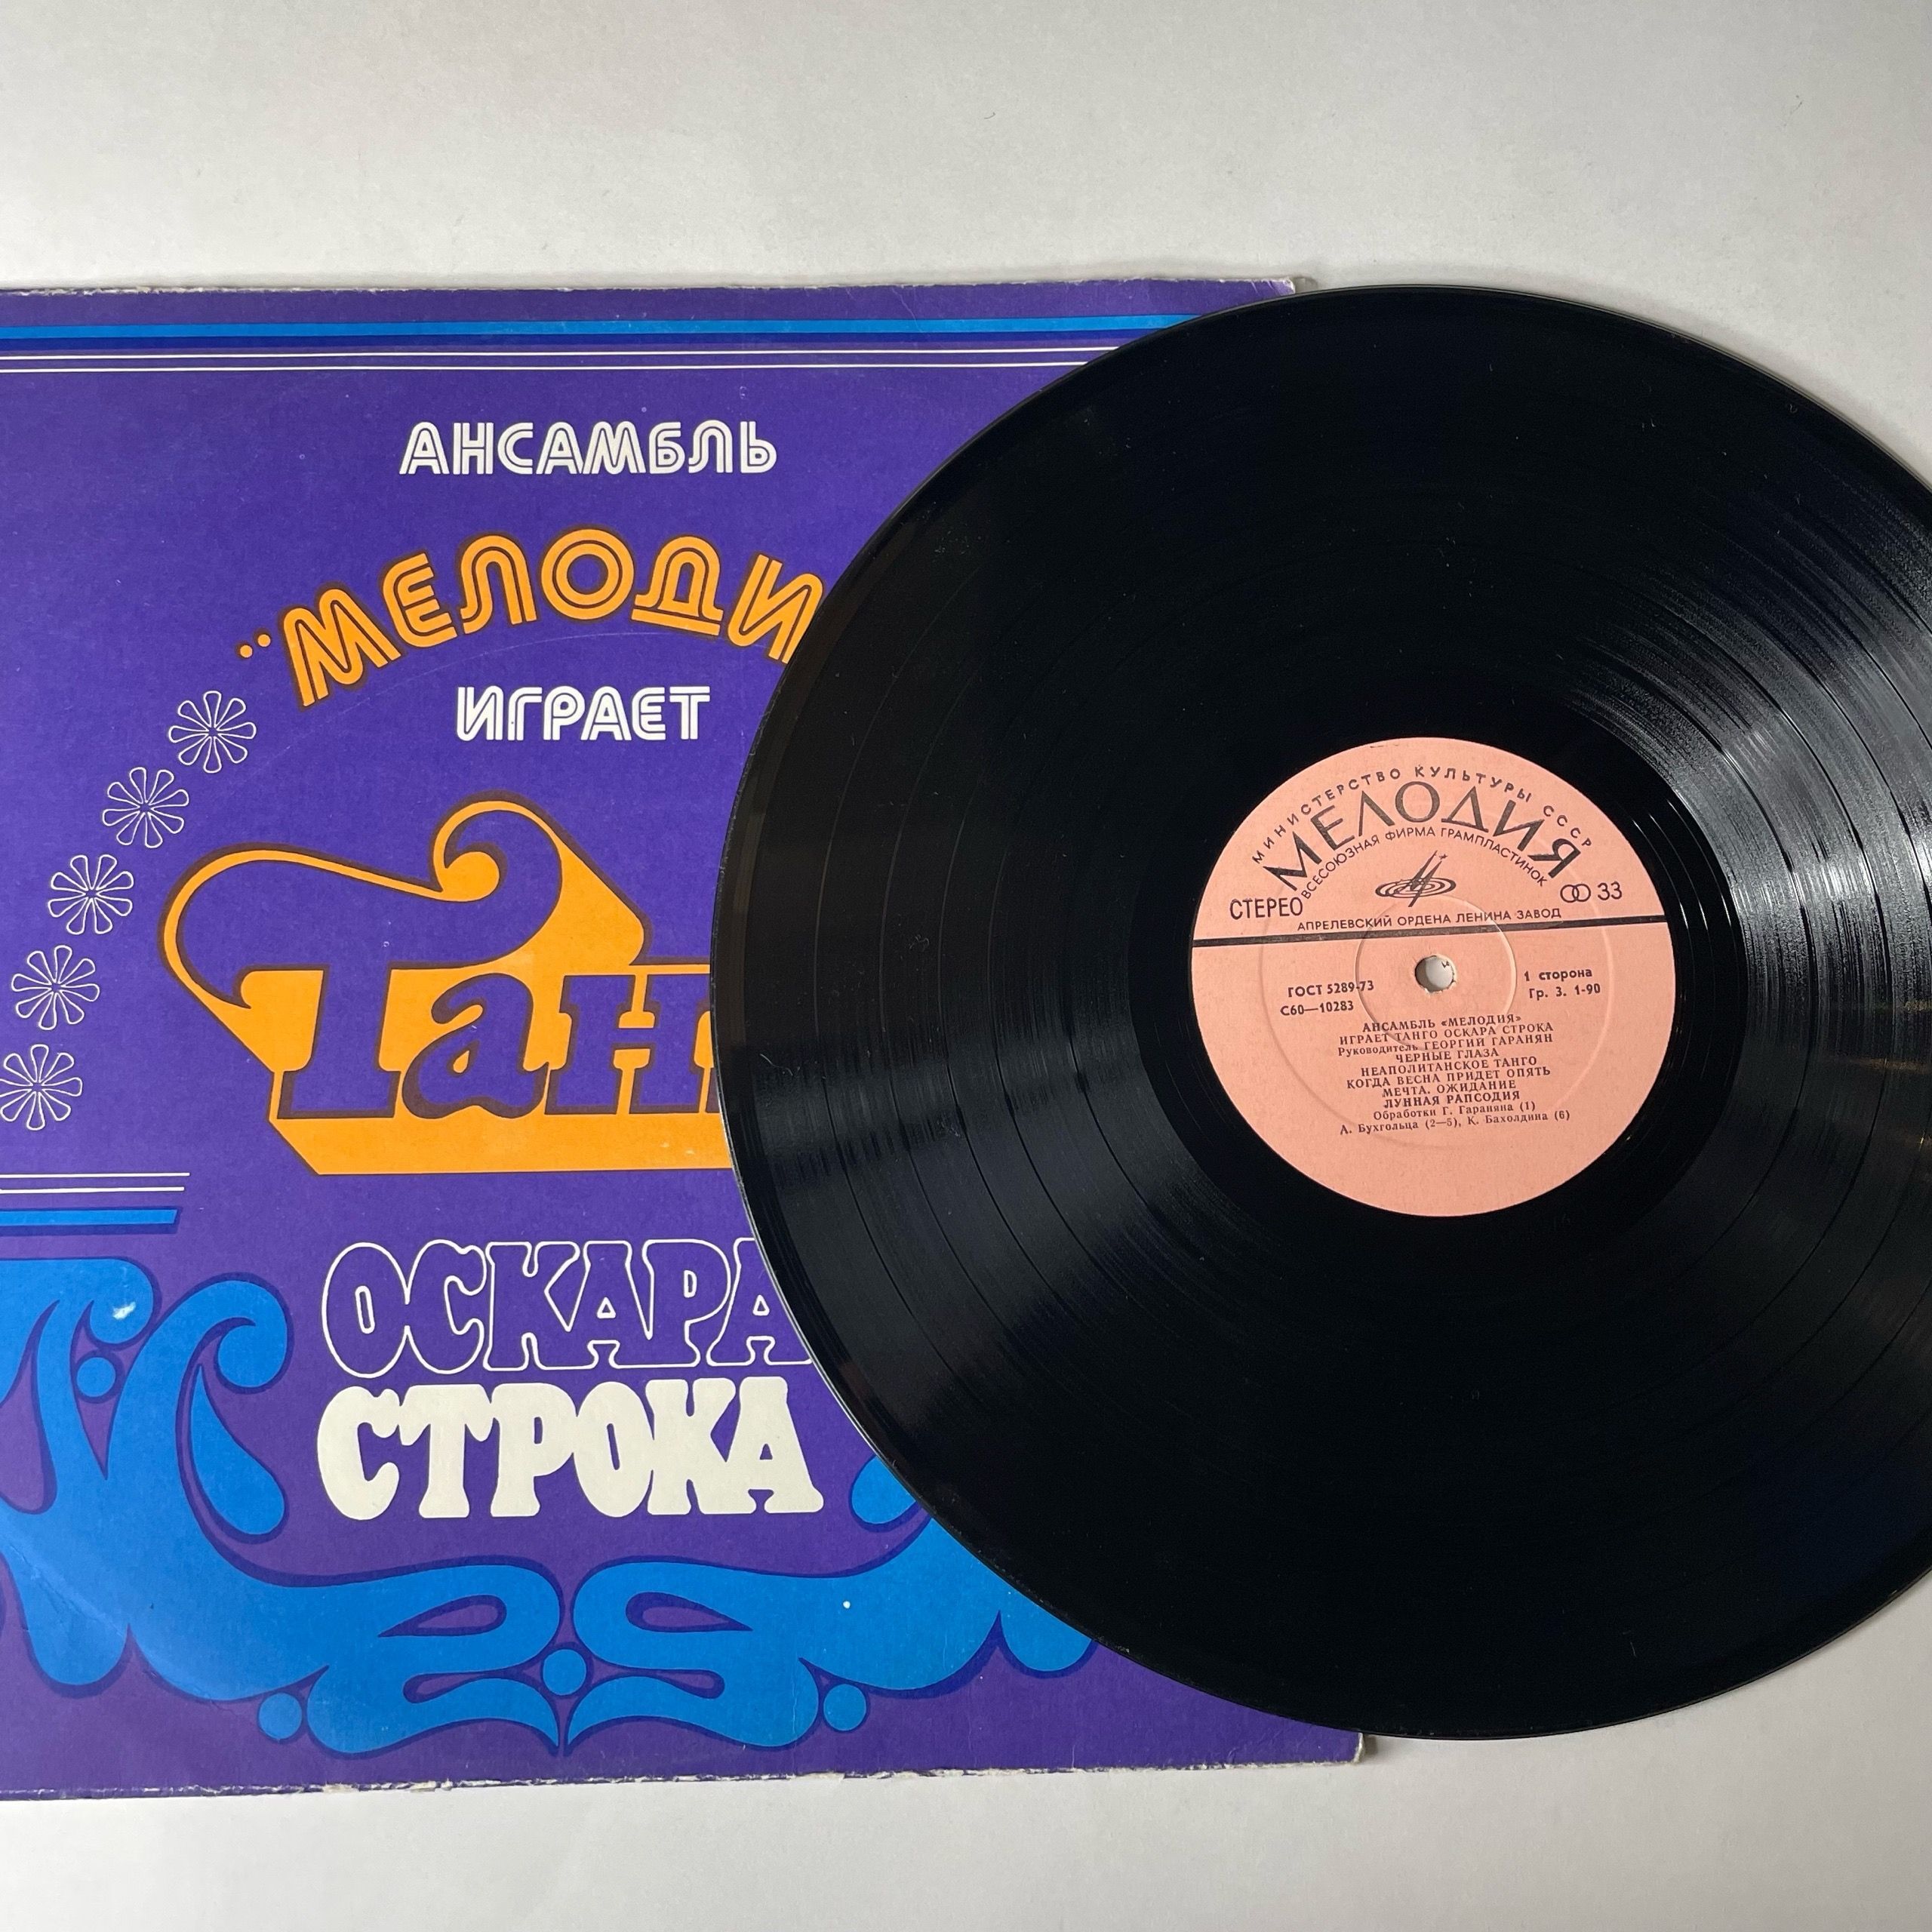 АНСАМБЛЬ
„МЕЛОДИ
ИГРАЕТ
Тан
ОСКАРА
СТРОКА
МИНИСТЕРСТВО КУЛЬТУРЫ СССР
МЕЛОДИЯ
ВСЕСОЮЗНАЯ ФИРМА ГРАМПЛАСТИНОК
СТЕРЕО
33
АПРЕЛЕВСКИЙ ОРДЕНА ЛЕНИНА ЗАВОД
ГОСТ 5289-73
С60—10283
1 сторона
Гр. 3. 1-90
АНСАМБЛЬ «МЕЛОДИЯ»
ИГРАЕТ ТАНГО ОСКАРА СТРОКА
Руководитель ГЕОРГИЙ ГАРАНЯН
ЧЕРНЫЕ ГЛАЗА
НЕАПОЛИТАНСКОЕ ТАНГО
КОГДА ВЕСНА ПРИДЕТ ОПЯТЬ
МЕЧТА. ОЖИДАНИЕ
ЛУННАЯ РАПСОДИЯ
Обработки Г. Гараняна (1)
А. Бухгольца (2—5), К. Бахолдина (6)